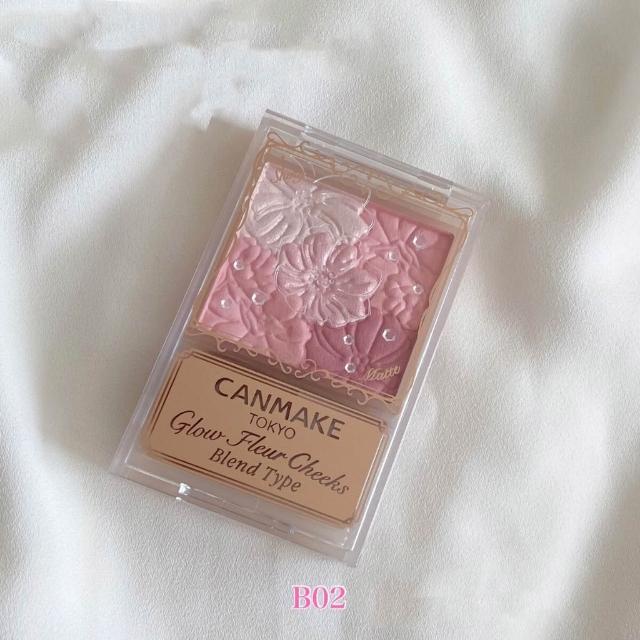 Matte
CANMAKE
TOKYO
Glow Fleur Cheeks
Blend Type
B02